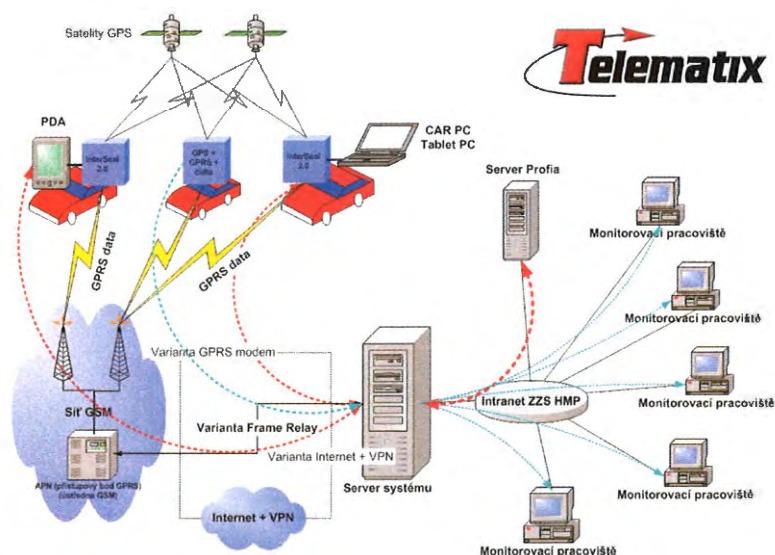 Satelity GPS
Telematix
PDA
InterSeal
2.0
GPS +
GPRS +
čidla
InterSeal
2.0
CAR PC
Tablet PC
Server Profia
Monitorovací pracoviště
GPRS data
GPRS data
Monitorovací pracoviště
Varianta GPRS modem
Síť GSM
Varianta Frame Relay
Intranet ZZS HMP
Monitorovací pracoviště
Varianta Internet + VPN
APN (přístupový bod GPRS)
(ústředna GSM)
Server systému
Monitorovací pracoviště
Internet + VPN
Monitorovací pracoviště